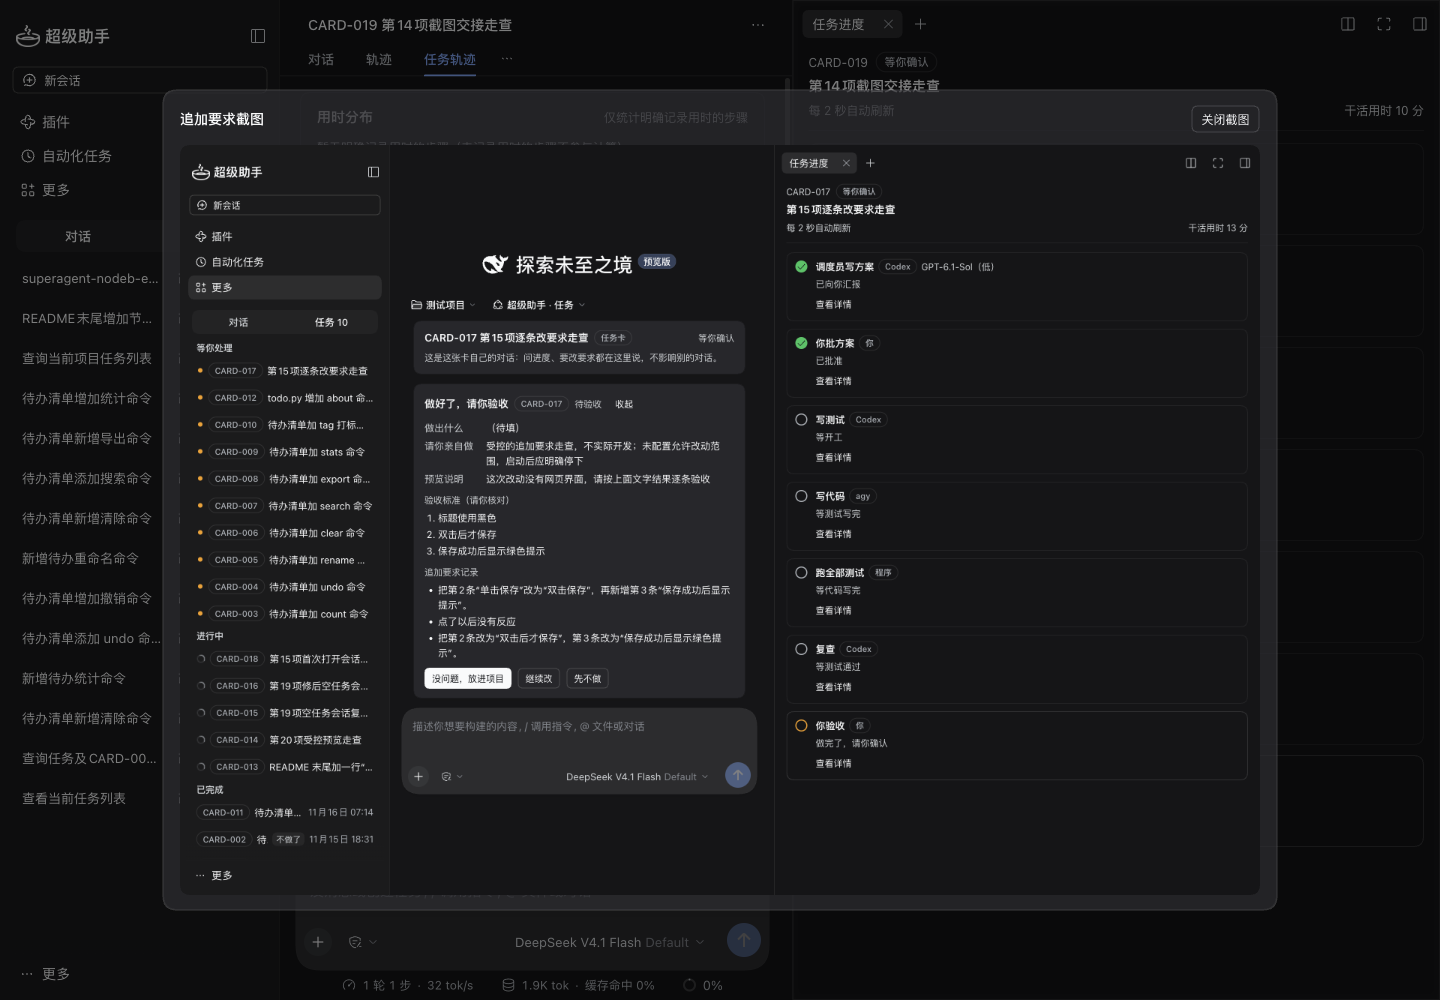 超级助手
新会话
插件
自动化任务
更多
对话
superagent-nodeb-e...
README 末尾增加节...
查询当前项目任务列表
待办清单增加统计命令
待办清单新增导出命令
待办清单添加搜索命令
待办清单新增清除命令
新增待办重命名命令
待办清单增加撤销命令
待办清单添加 undo 命...
新增待办统计命令
待办清单新增清除命令
查询任务及 CARD-00...
查看当前任务列表
更多
CARD-019 第14项截图交接走查
对话 轨迹 任务轨迹
用时分布
仅统计明确记录用时的步骤
任务进度
CARD-019 等你确认
第14项截图交接走查
每 2 秒自动刷新
干活用时 10 分
追加要求截图
关闭截图
超级助手
新会话
插件
自动化任务
更多
对话 任务 10
等你处理
CARD-017 第15项逐条改要求走查
CARD-012 todo.py 增加 about 命...
CARD-010 待办清单加 tag 打标...
CARD-009 待办清单加 stats 命令
CARD-008 待办清单加 export 命...
CARD-007 待办清单加 search 命令
CARD-006 待办清单加 clear 命令
CARD-005 待办清单加 rename ...
CARD-004 待办清单加 undo 命令
CARD-003 待办清单加 count 命令
进行中
CARD-018 第15项首次打开会话...
CARD-016 第19项修后空任务会...
CARD-015 第19项空任务会话复...
CARD-014 第20项受控预览走查
CARD-013 README 末尾加一行“...
已完成
CARD-011 待办清单... 11月16日 07:14
CARD-002 待 不做了 11月15日 18:31
更多
探索未至之境 预览版
测试项目 超级助手 · 任务
CARD-017 第15项逐条改要求走查 任务卡 等你确认
这是这张卡自己的对话：问进度、要改要求都在这里说，不影响别的对话。
做好了，请你验收 CARD-017 待验收 收起
做出什么 （待填）
请你亲自做 受控的追加要求走查，不实际开发；未配置允许改动范
围，启动后应明确停下
预览说明 这次改动没有网页界面，请按上面文字结果逐条验收
验收标准（请你核对）
1. 标题使用黑色
2. 双击后才保存
3. 保存成功后显示绿色提示
追加要求记录
• 把第2条“单击保存”改为“双击保存”，再新增第3条“保存成功后显示
提示”。
• 点了以后没有反应
• 把第2条改为“双击后才保存”，第3条改为“保存成功后显示绿色提
示”。
没问题，放进项目 继续改 先不做
描述你想要构建的内容, / 调用指令, @ 文件或对话
DeepSeek V4.1 Flash Default
任务进度
CARD-017 等你确认
第15项逐条改要求走查
每 2 秒自动刷新
干活用时 13 分
调度员写方案 Codex GPT-6.1-Sol（低）
已向你汇报
查看详情
你批方案 你
已批准
查看详情
写测试 Codex
等开工
查看详情
写代码 agy
等测试写完
查看详情
跑全部测试 程序
等代码写完
查看详情
复查 Codex
等测试通过
查看详情
你验收 你
做完了，请你确认
查看详情
DeepSeek V4.1 Flash Default
1 轮 1 步 · 32 tok/s 1.9K tok · 缓存命中 0% 0%